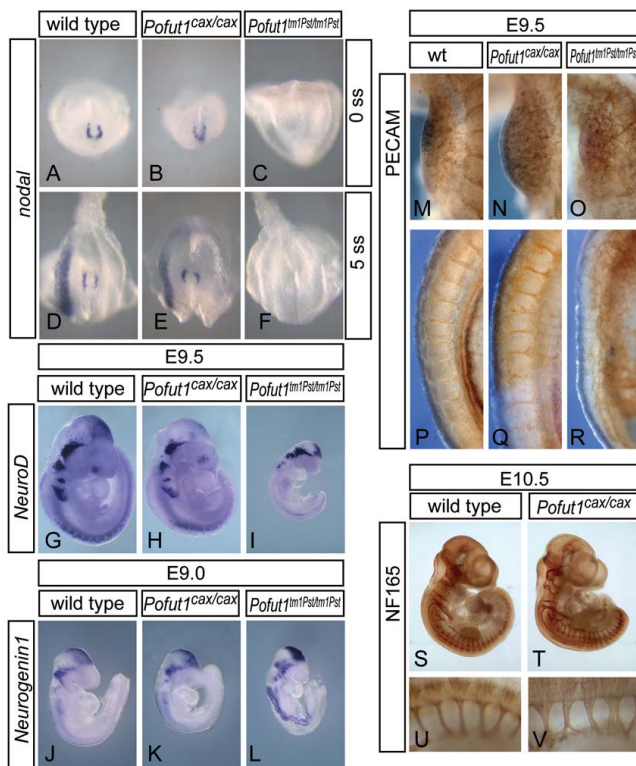 wild type Pofut1cax/cax Pofut1tm1Pst/tm1Pst
nodal
A B C
0 ss
D E F
5 ss
E9.5
wild type Pofut1cax/cax Pofut1tm1Pst/tm1Pst
NeuroD
G H I
E9.0
wild type Pofut1cax/cax Pofut1tm1Pst/tm1Pst
Neurogenin1
J K L
E9.5
wt Pofut1cax/cax Pofut1tm1Pst/tm1Pst
PECAM
M N O
P Q R
E10.5
wild type Pofut1cax/cax
NF165
S T
U V